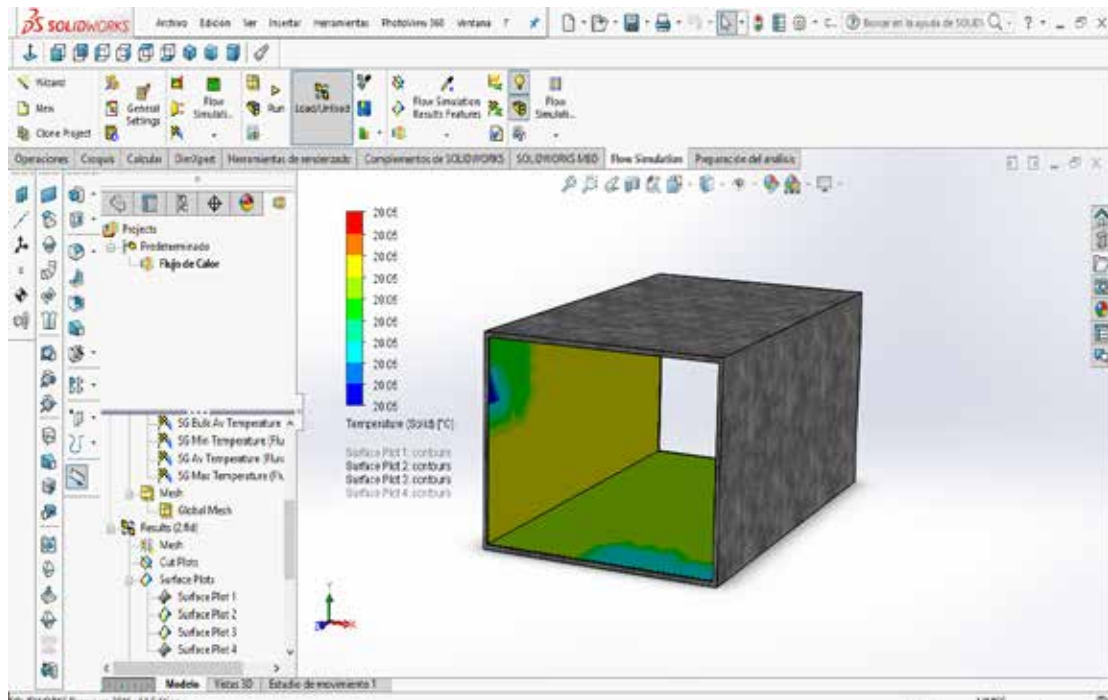 SOLIDWORKS
Archivo Edición Ver Insertar Herramientas PhotoView 360 Ventana ?
Wizard
New
Clone Project
General Settings
Flow Simulati...
Run
Load/Unload
Flow Simulation Results Features
Flow Simulati...
Operaciones Croquis Calcular DimXpert Herramientas de renderizado Complementos de SOLIDWORKS SOLIDWORKS MBD Flow Simulation Preparación del análisis
Projects
Predeterminado
Flujo de Calor
SG Bulk Av Temperature
SG Min Temperature (Flu
SG Av Temperature (Fluic
SG Max Temperature (Flu
Mesh
Global Mesh
Results (2.fld)
Mesh
Cut Plots
Surface Plots
Surface Plot 1
Surface Plot 2
Surface Plot 3
Surface Plot 4
20.05
20.05
20.05
20.05
20.05
20.05
20.05
20.05
20.05
20.05
Temperature (Solid) [°C]
Surface Plot 1: contours
Surface Plot 2: contours
Surface Plot 3: contours
Surface Plot 4: contours
Modelo Vistas 3D Estudio de movimiento 1